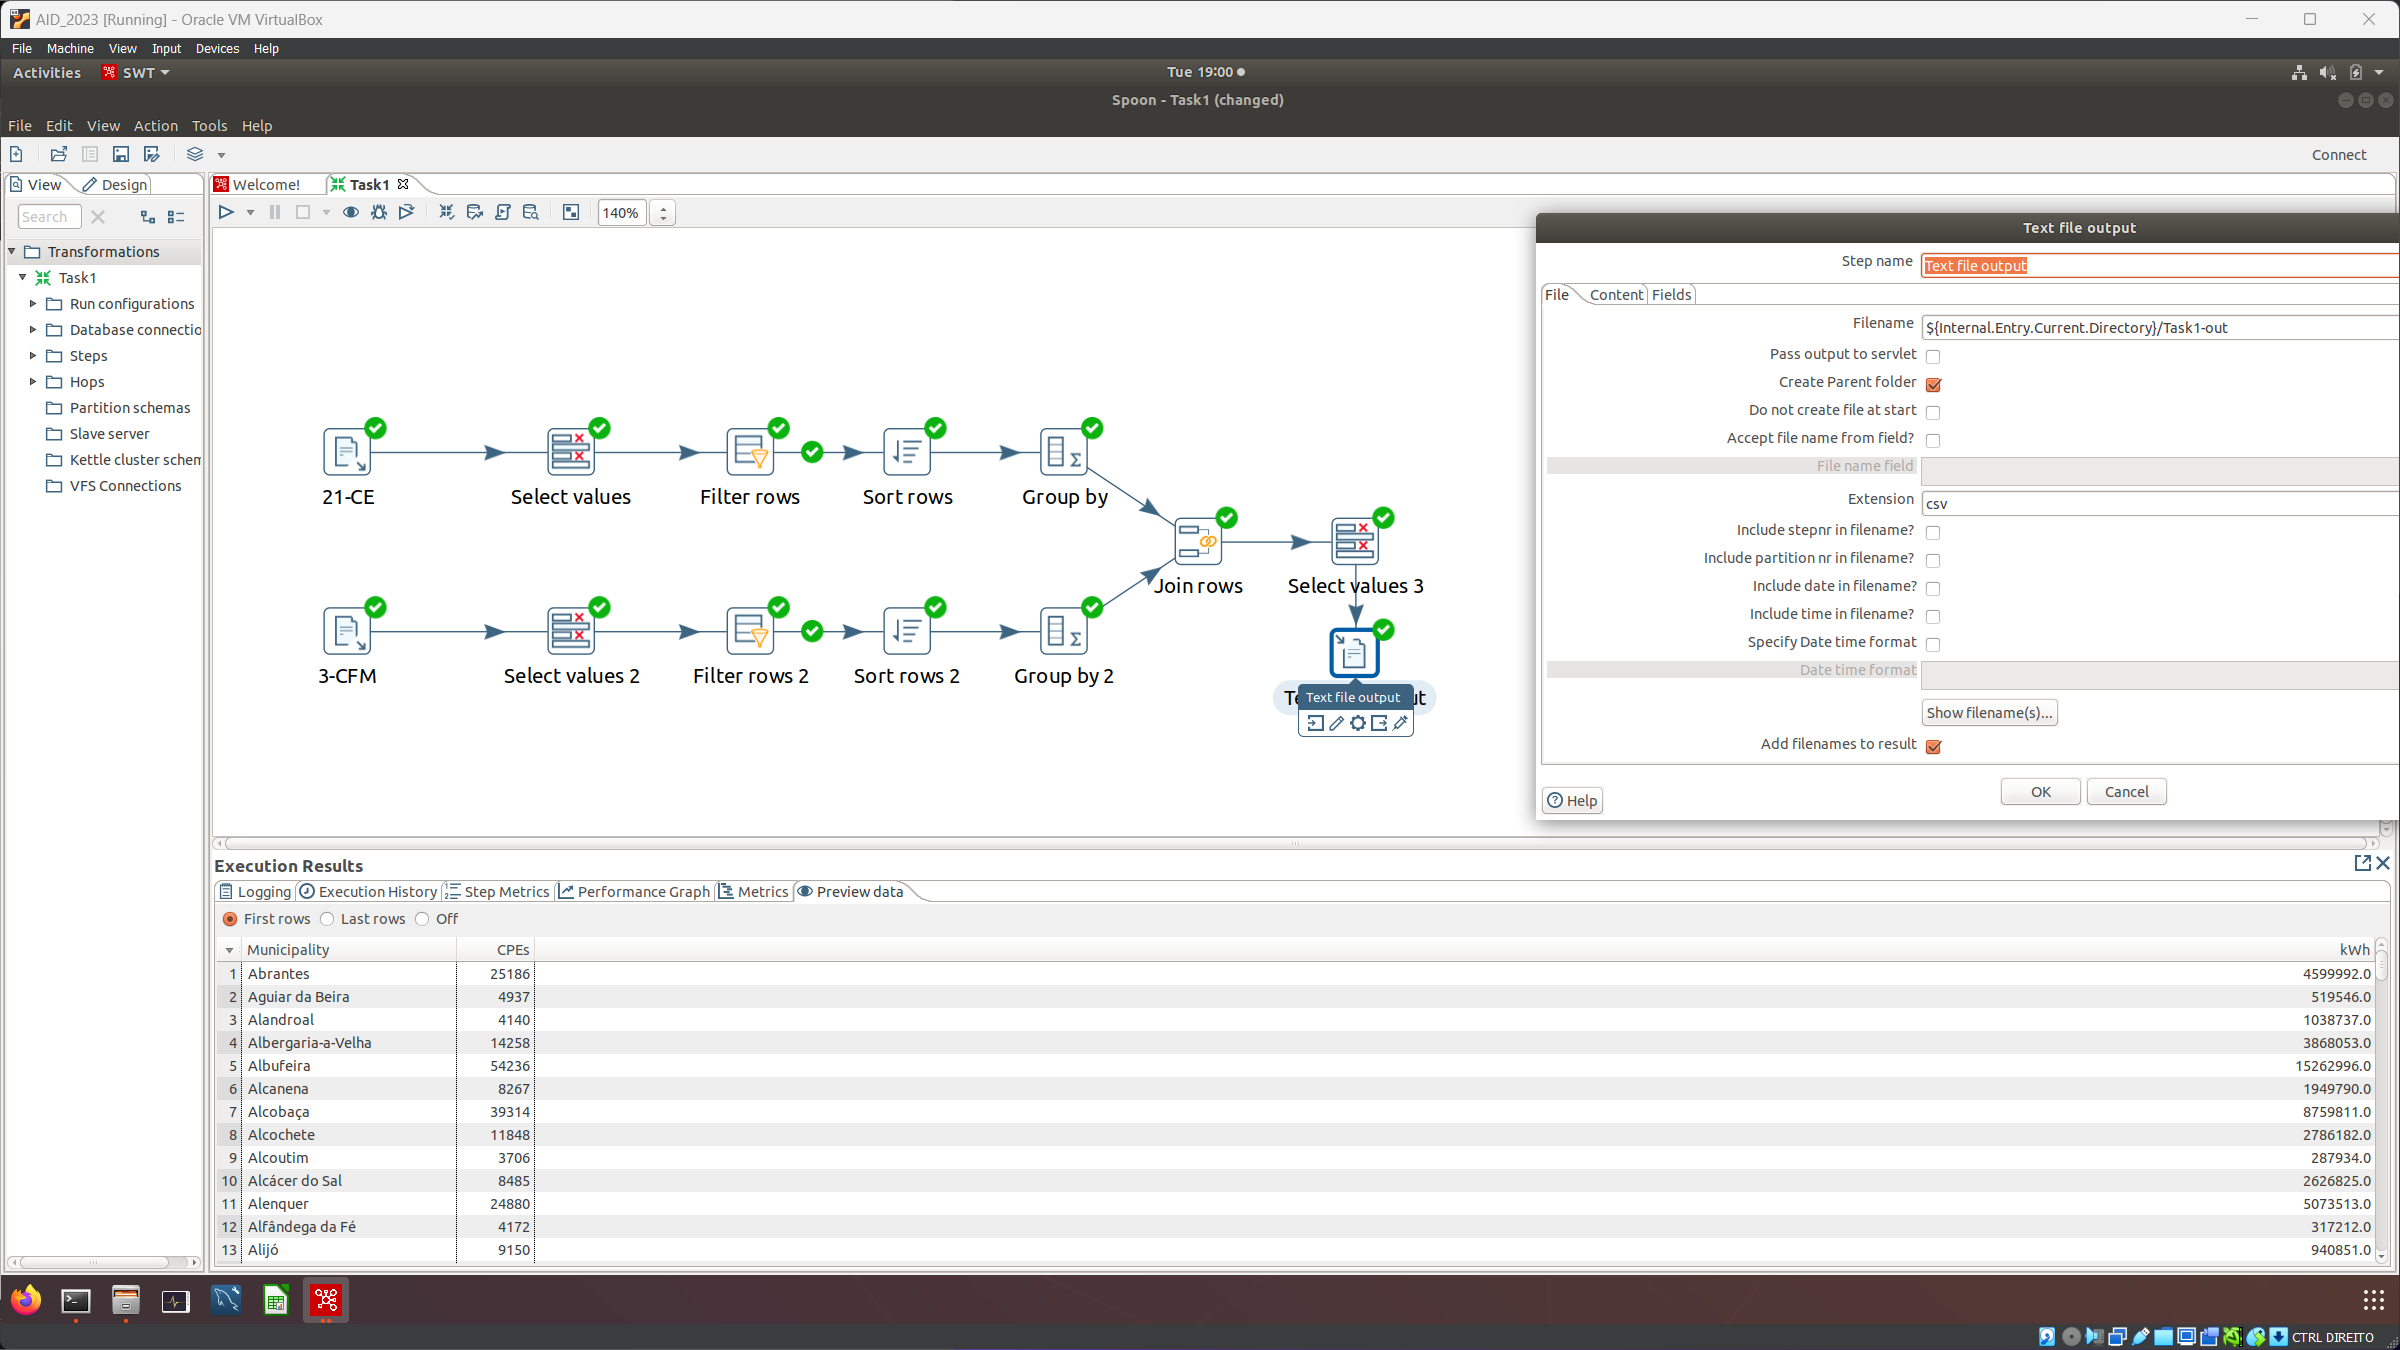 AID_2023 [Running] - Oracle VM VirtualBox
File Machine View Input Devices Help
Activities SWT Tue 19:00
Spoon - Task1 (changed)
File Edit View Action Tools Help
Connect
View Design
Welcome! Task1
Search
140%
Transformations
Task1
Run configurations
Database connectio
Steps
Hops
Partition schemas
Slave server
Kettle cluster schem
VFS Connections
21-CE Select values Filter rows Sort rows Group by
Join rows Select values 3
3-CFM Select values 2 Filter rows 2 Sort rows 2 Group by 2
Text file output
Text file output
Step name Text file output
File Content Fields
Filename ${Internal.Entry.Current.Directory}/Task1-out
Pass output to servlet
Create Parent folder
Do not create file at start
Accept file name from field?
File name field
Extension csv
Include stepnr in filename?
Include partition nr in filename?
Include date in filename?
Include time in filename?
Specify Date time format
Date time format
Show filename(s)...
Add filenames to result
Help OK Cancel
Execution Results
Logging Execution History Step Metrics Performance Graph Metrics Preview data
First rows Last rows Off
Municipality CPEs kWh
1 Abrantes 25186 4599992.0
2 Aguiar da Beira 4937 519546.0
3 Alandroal 4140 1038737.0
4 Albergaria-a-Velha 14258 3868053.0
5 Albufeira 54236 15262996.0
6 Alcanena 8267 1949790.0
7 Alcobaça 39314 8759811.0
8 Alcochete 11848 2786182.0
9 Alcoutim 3706 287934.0
10 Alcácer do Sal 8485 2626825.0
11 Alenquer 24880 5073513.0
12 Alfândega da Fé 4172 317212.0
13 Alijó 9150 940851.0
CTRL DIREITO